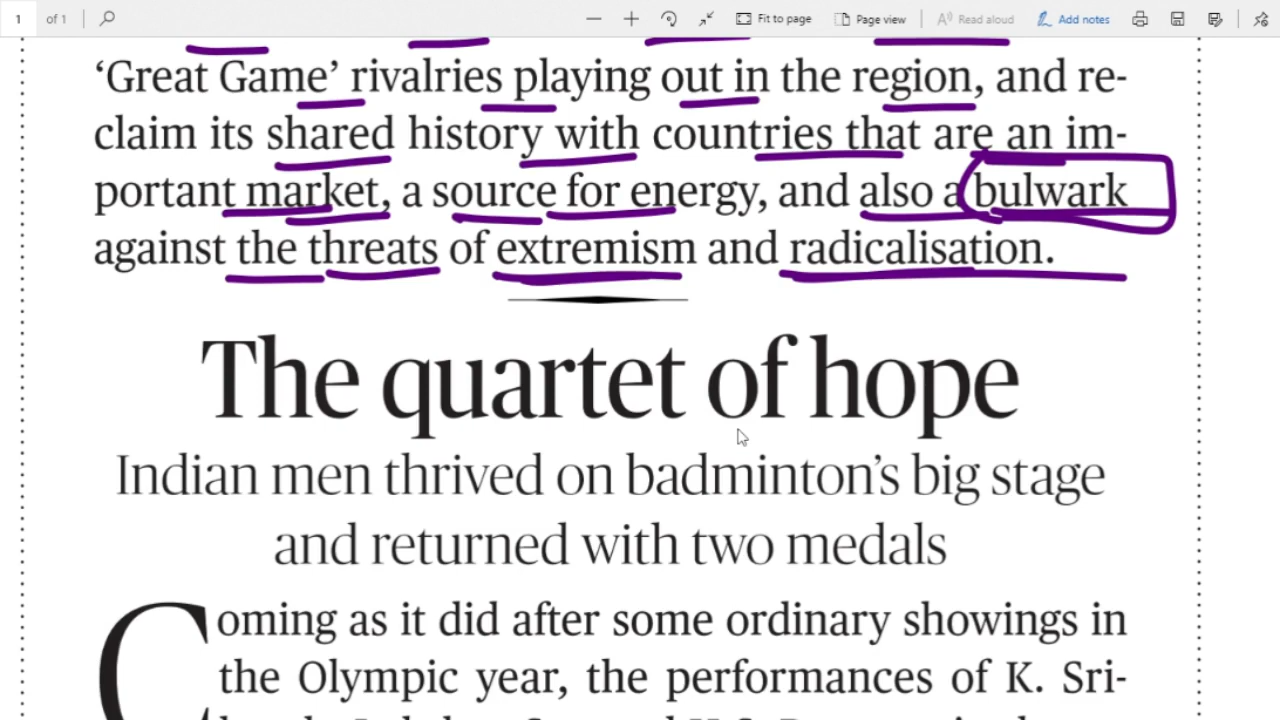 1 of 1 Fit to page Page view Read aloud Add notes
‘Great Game’ rivalries playing out in the region, and re-
claim its shared history with countries that are an im-
portant market, a source for energy, and also a bulwark
against the threats of extremism and radicalisation.
The quartet of hope
Indian men thrived on badminton’s big stage
and returned with two medals
Coming as it did after some ordinary showings in
the Olympic year, the performances of K. Sri-